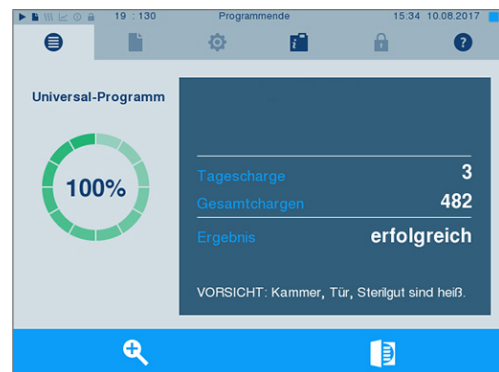 19 : 130 Programmende 15:34 10.08.2017
Universal-Programm
100%
Tagescharge 3
Gesamtchargen 482
Ergebnis erfolgreich
VORSICHT: Kammer, Tür, Sterilgut sind heiß.